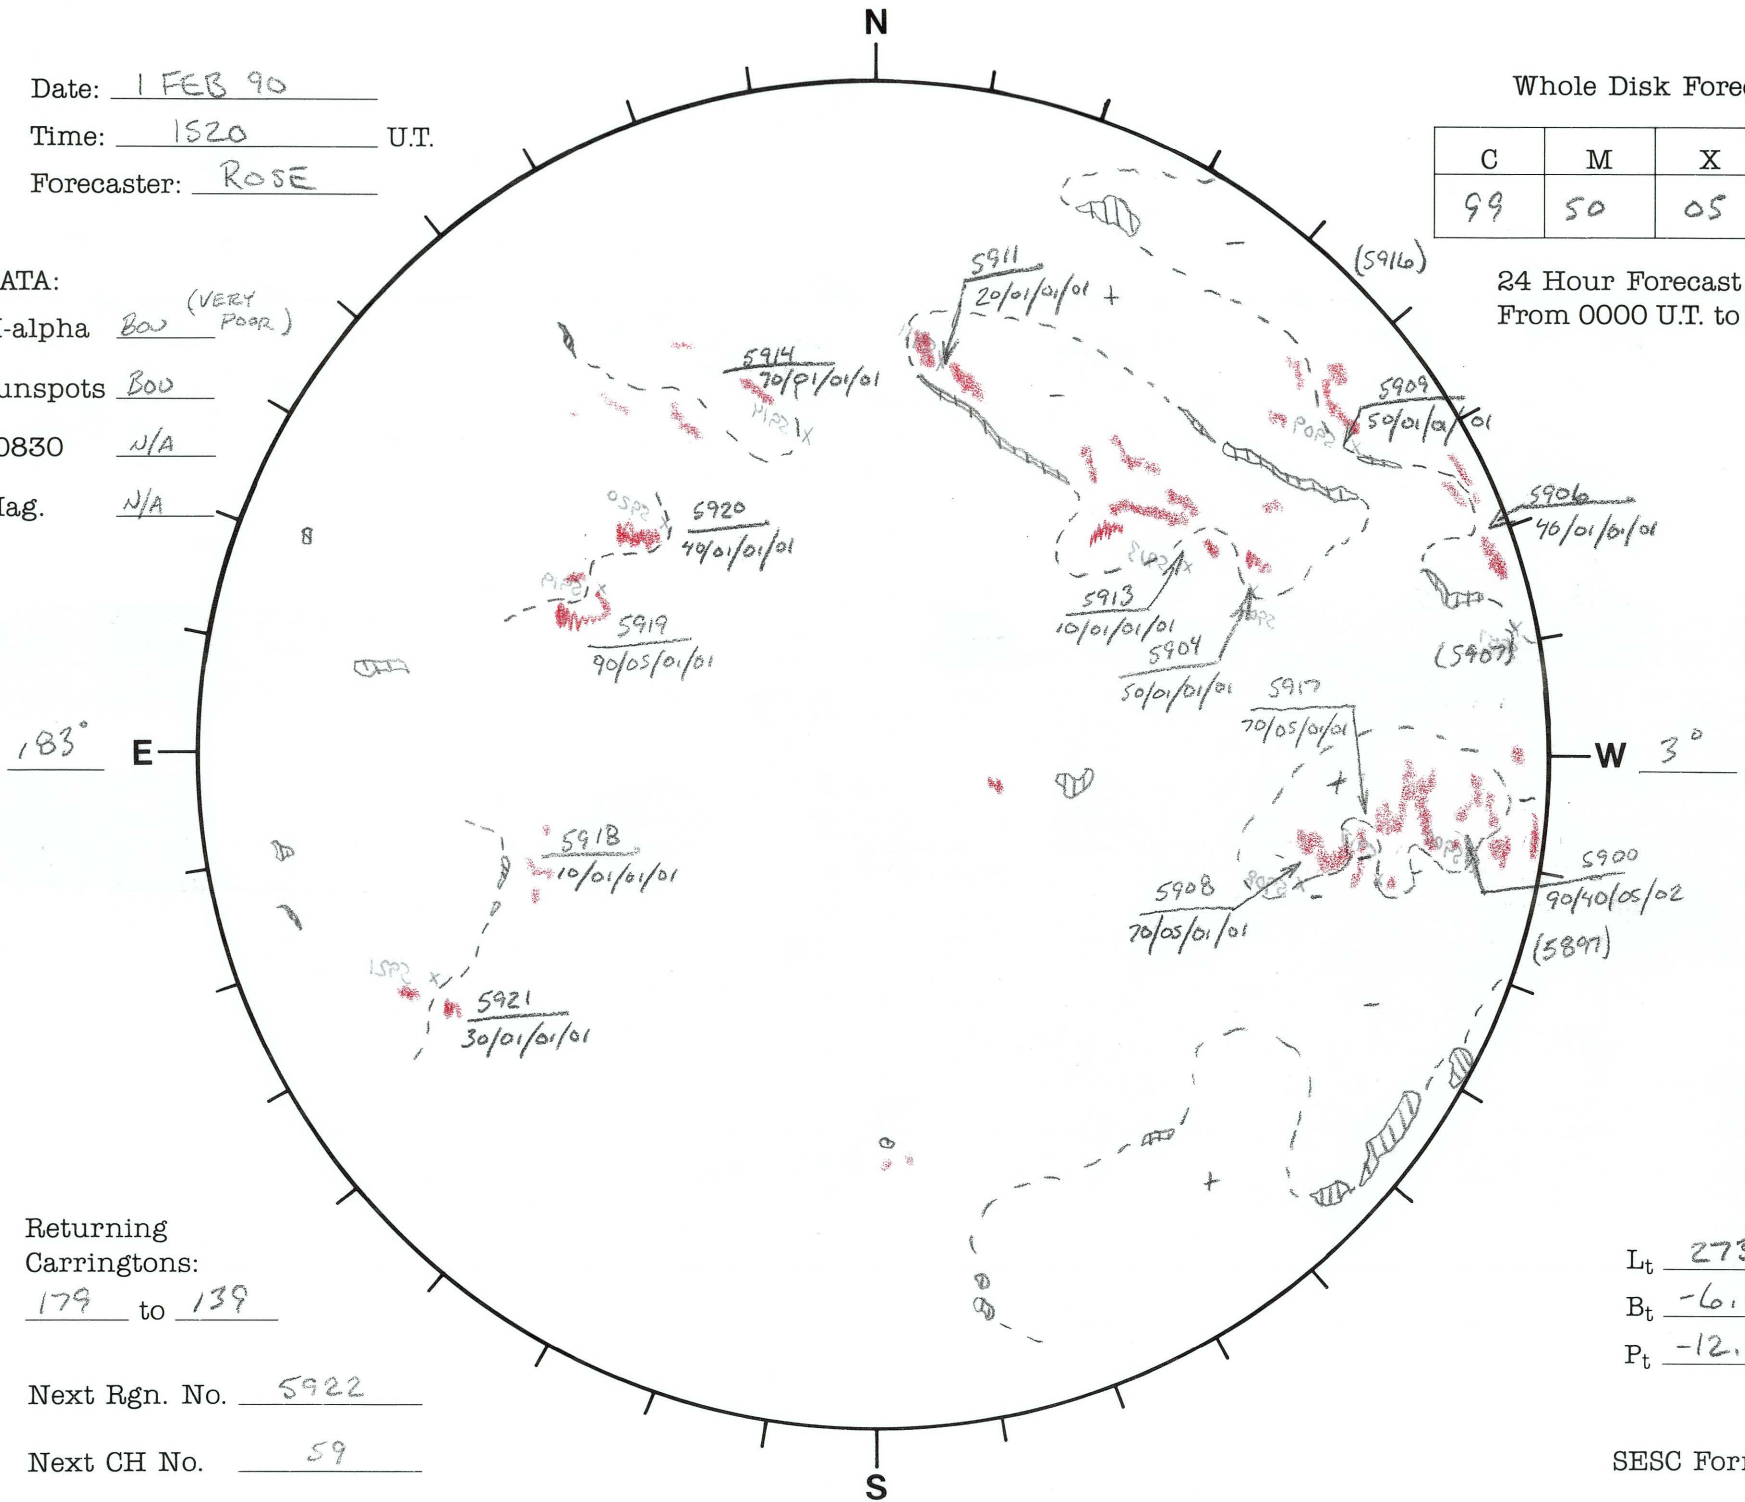 N
Date: 1 FEB 90
Time: 1520 U.T.
Forecaster: ROSE
Whole Disk Forec
C M X
99 50 05
24 Hour Forecast
From 0000 U.T. to
ATA:
-alpha BOU (VERY POOR)
unspots BOU
0830 N/A
lag. N/A
(5916)
5911
20/01/01/01
+
5914
70/01/01/01
5909
50/01/01/01
5906
40/01/01/01
5920
40/01/01/01
5913
10/01/01/01
5919
90/05/01/01
5904
50/01/01/01
(5907)
5917
70/05/01/01
,83°
E
W
3°
+
5918
10/01/01/01
5900
90/40/05/02
5908
70/05/01/01
(5897)
5921
30/01/01/01
+
Returning
Carringtons:
179 to 139
Next Rgn. No. 5922
Next CH No. 59
Lt 273
Bt -6.
Pt -12.
SESC Form
S